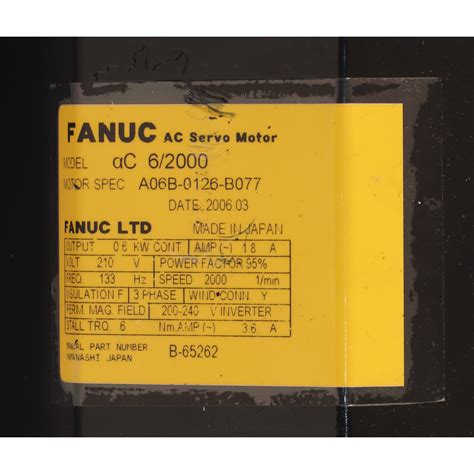 FANUC AC Servo Motor
MODEL αC 6/2000
MOTOR SPEC A06B-0126-B077
DATE 2006.03
FANUC LTD MADE IN JAPAN
OUTPUT 0.6 KW CONT AMP (~) 1.8 A
VOLT 210 V POWER FACTOR 95%
FREQ. 133 Hz SPEED 2000 1/min
INSULATION F 3 PHASE WIND CONN. Y
PERM. MAG FIELD 200-240 V INVERTER
STALL TRQ. 6 Nm.AMP (~) 3.6 A
PART NUMBER B-65262
YAMANASHI JAPAN